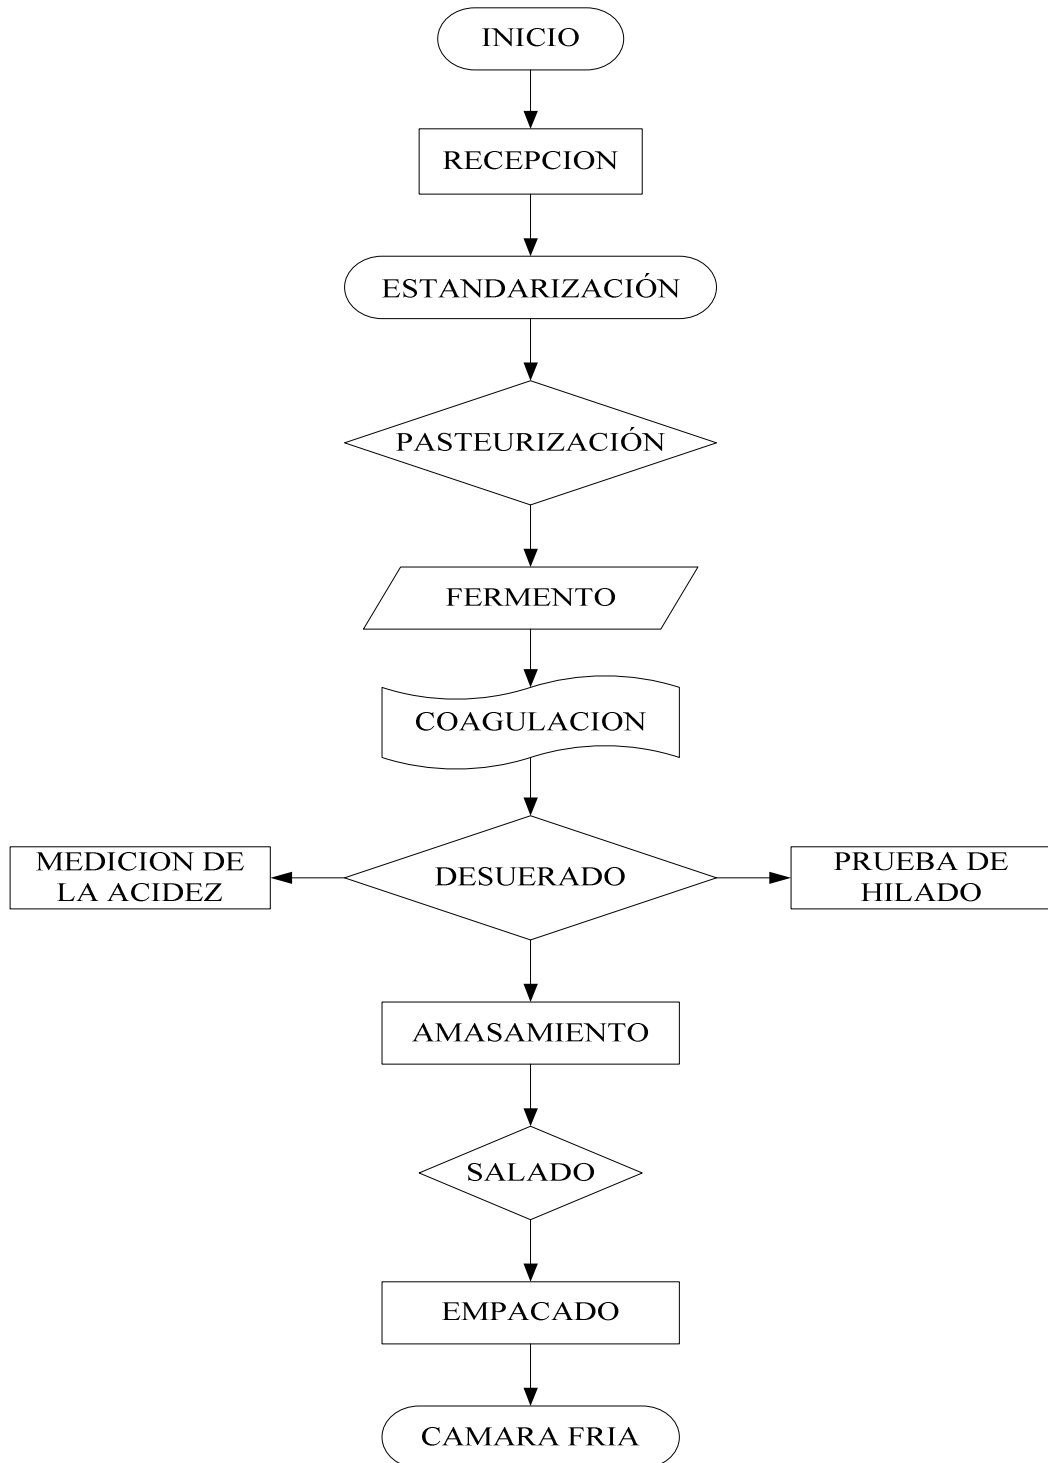 INICIO
RECEPCION
ESTANDARIZACIÓN
PASTEURIZACIÓN
FERMENTO
COAGULACION
MEDICION DE
LA ACIDEZ
DESUERADO
PRUEBA DE
HILADO
AMASAMIENTO
SALADO
EMPACADO
CAMARA FRIA